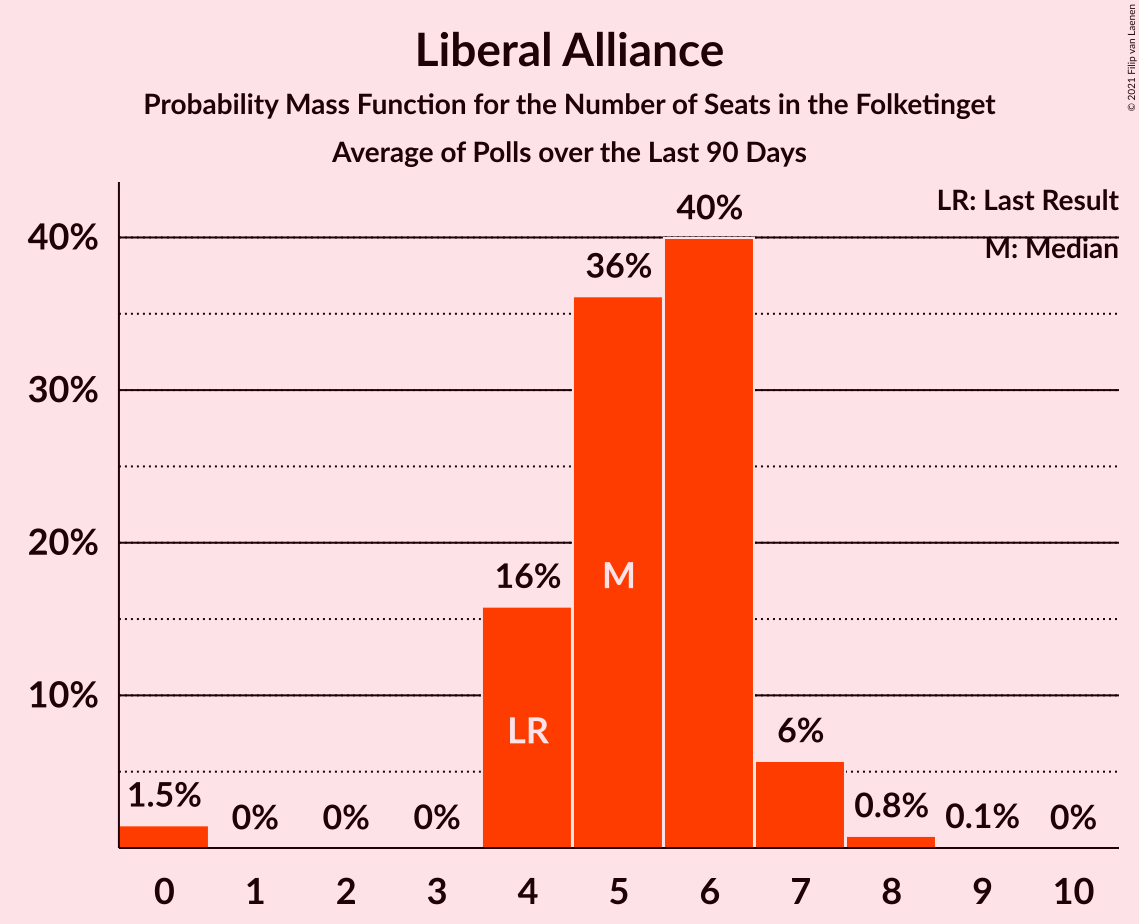 Liberal Alliance
Probability Mass Function for the Number of Seats in the Folketinget
Average of Polls over the Last 90 Days
© 2021 Filip van Laenen
LR: Last Result
M: Median
40%
30%
20%
10%
1.5%
0%
0%
0%
16%
36%
40%
6%
0.8%
0.1%
0%
LR
M
0 1 2 3 4 5 6 7 8 9 10